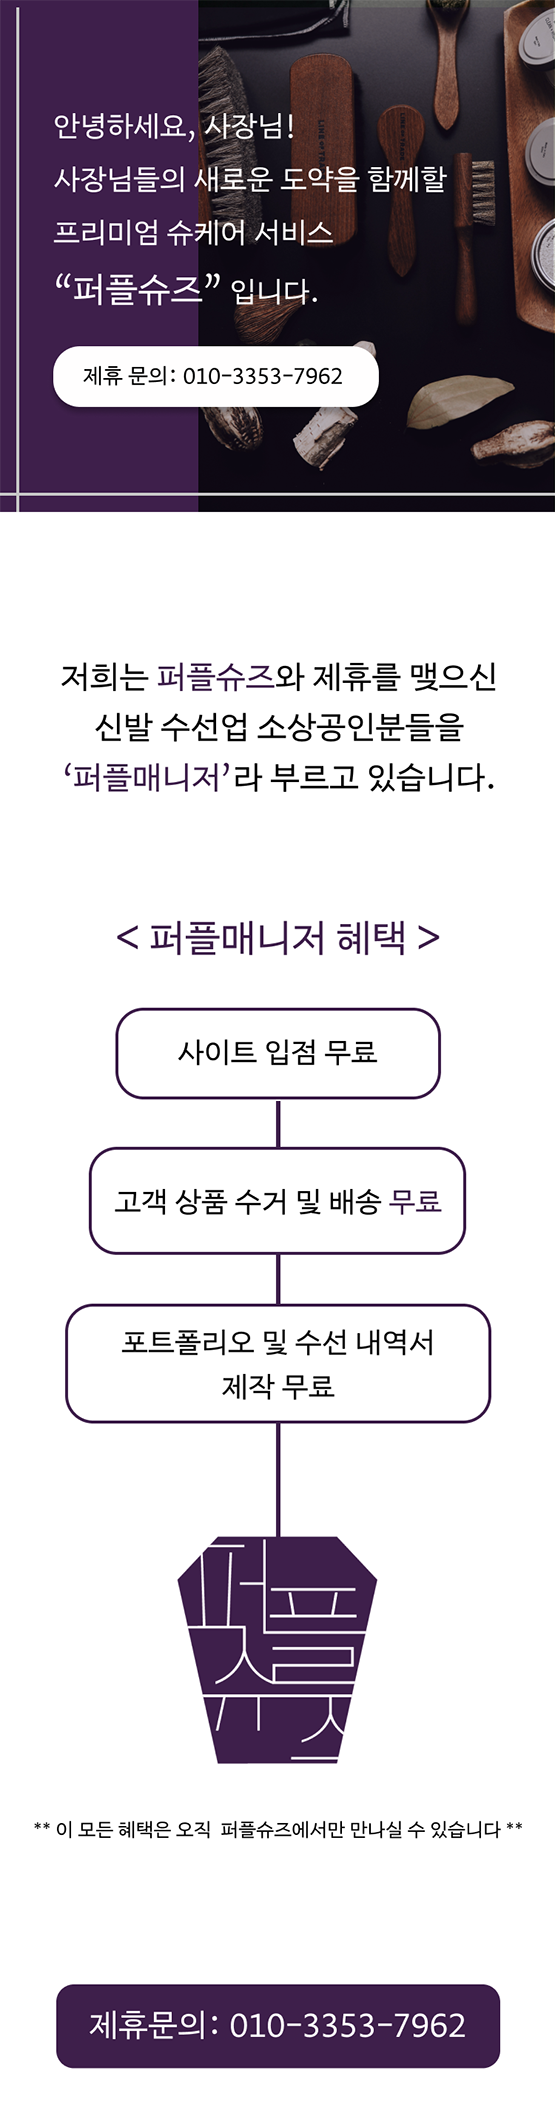 안녕하세요, 사장님!
사장님들의 새로운 도약을 함께할
프리미엄 슈케어 서비스
“퍼플슈즈” 입니다.
제휴 문의: 010-3353-7962
저희는 퍼플슈즈와 제휴를 맺으신
신발 수선업 소상공인분들을
‘퍼플매니저’라 부르고 있습니다.
< 퍼플매니저 혜택 >
사이트 입점 무료
고객 상품 수거 및 배송 무료
포트폴리오 및 수선 내역서
제작 무료
퍼플
슈즈
** 이 모든 혜택은 오직 퍼플슈즈에서만 만나실 수 있습니다 **
제휴문의: 010-3353-7962